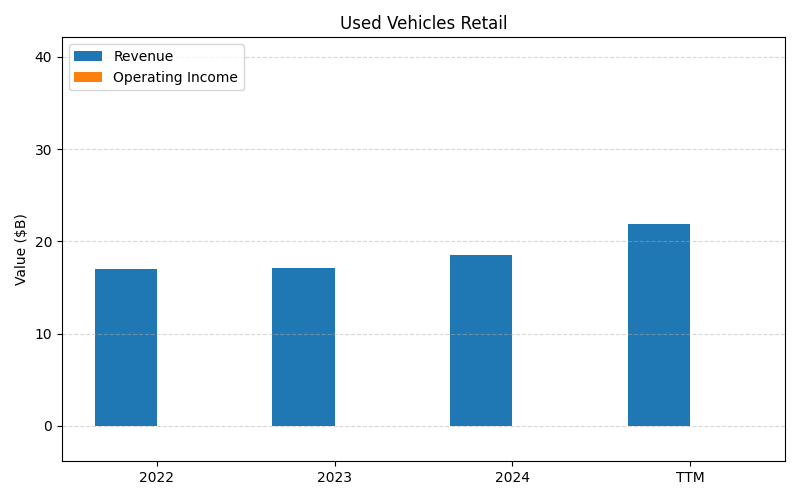 Used Vehicles Retail
Revenue
Operating Income
Value ($B)
40
30
20
10
0
2022
2023
2024
TTM